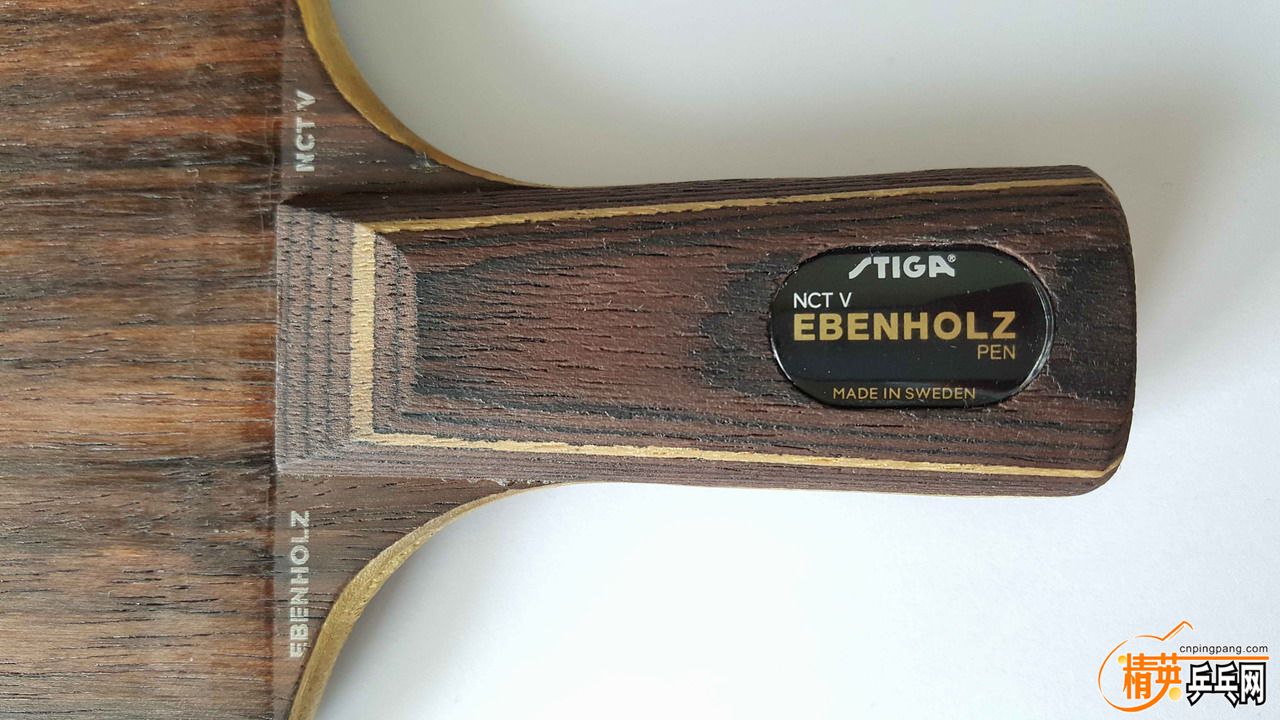 NCT V
STIGA®
NCT V
EBENHOLZ
PEN
MADE IN SWEDEN
EBENHOLZ
cnpingpang.com
精英乒乓网